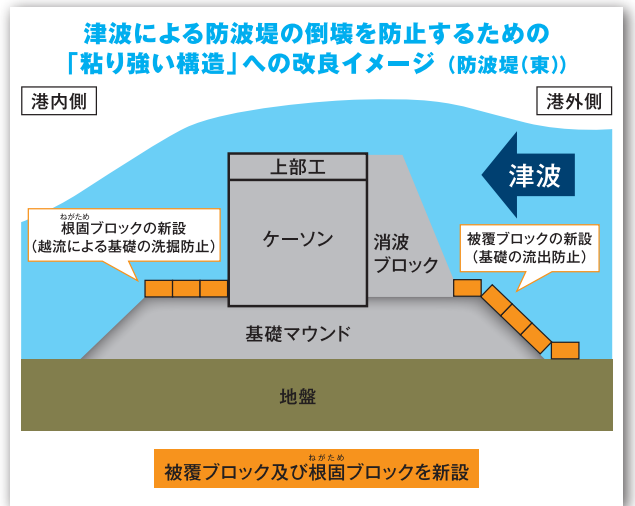 津波による防波堤の倒壊を防止するための
「粘り強い構造」への改良イメージ（防波堤（東））
港内側
港外側
津波
上部工
ケーソン
消波
ブロック
ねがため
根固ブロックの新設
（越流による基礎の洗掘防止）
被覆ブロックの新設
（基礎の流出防止）
基礎マウンド
地盤
ねがため
被覆ブロック及び根固ブロックを新設